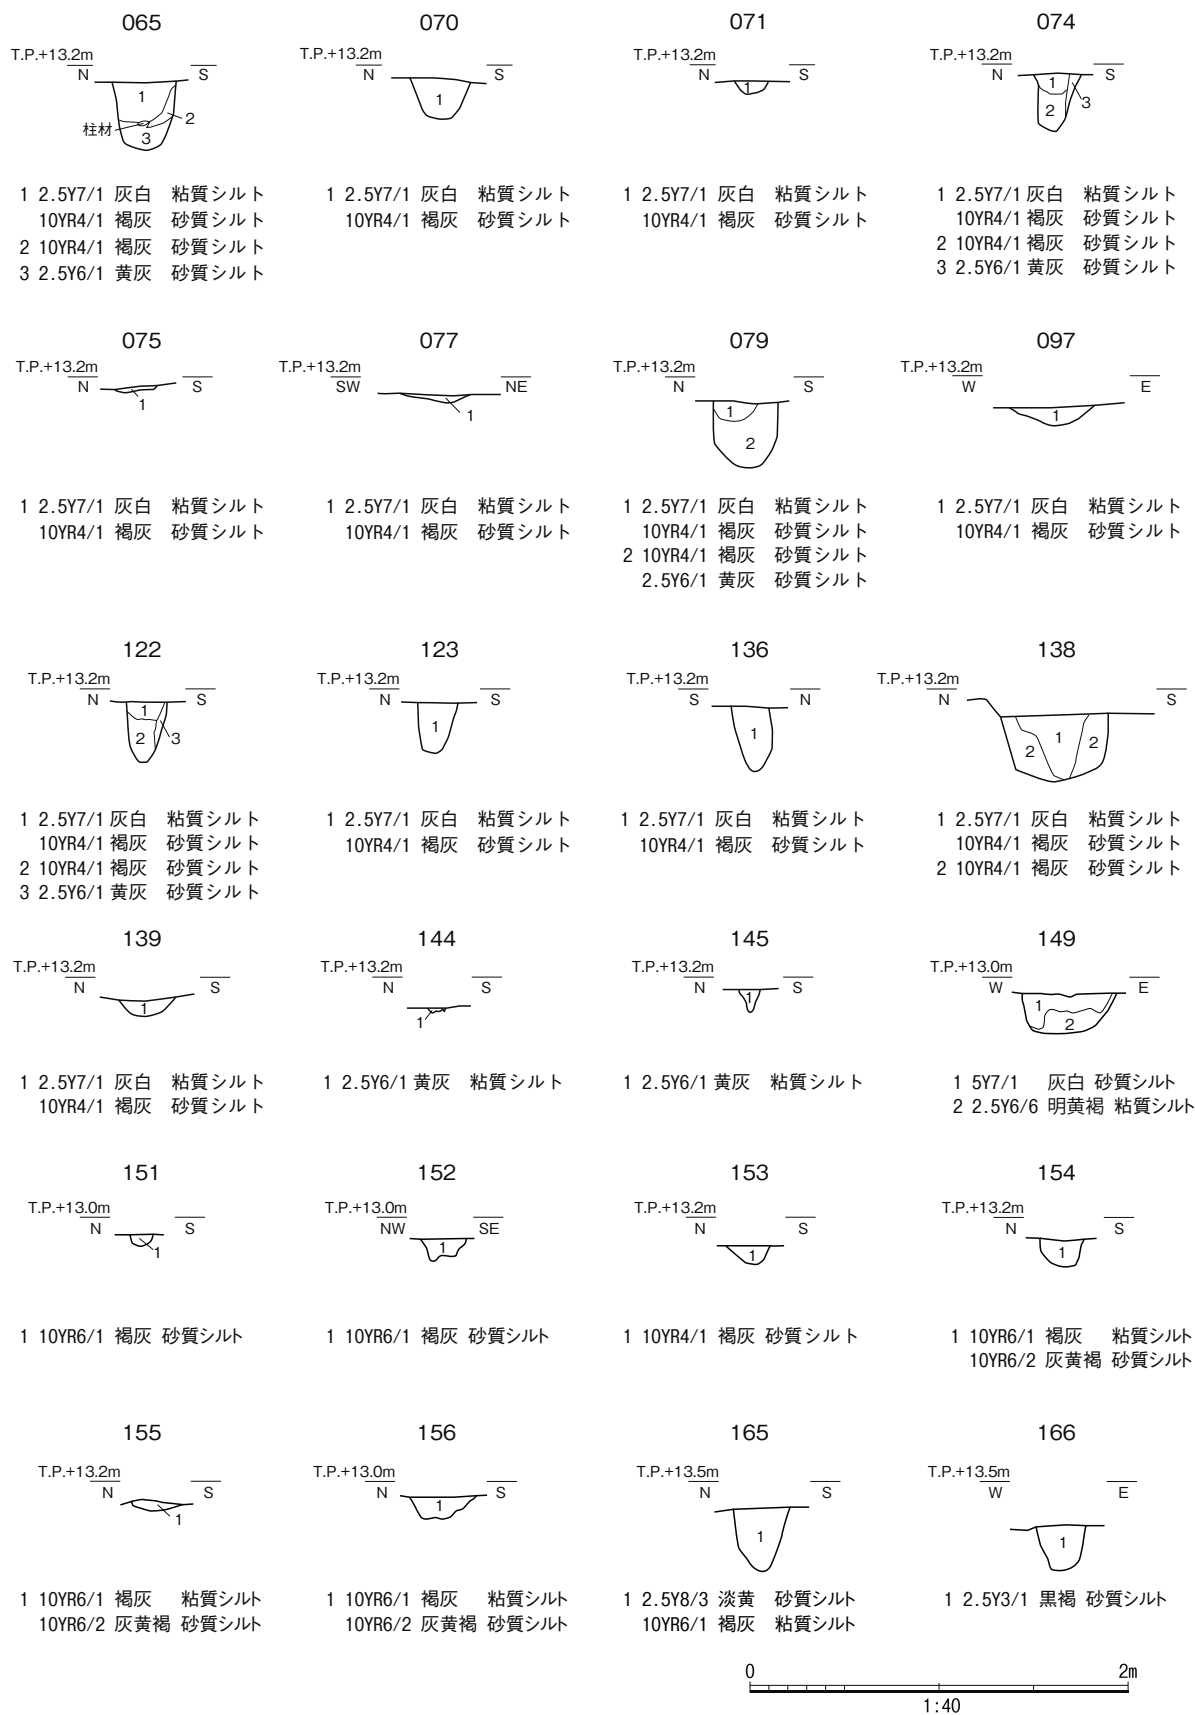 065 070 071 074
T.P.+13.2m T.P.+13.2m T.P.+13.2m T.P.+13.2m
N S N S N S N S
1 1 1 1
柱材 2 2 3
3
1 2.5Y7/1 灰白 粘質シルト 1 2.5Y7/1 灰白 粘質シルト 1 2.5Y7/1 灰白 粘質シルト 1 2.5Y7/1 灰白 粘質シルト
10YR4/1 褐灰 砂質シルト 10YR4/1 褐灰 砂質シルト 10YR4/1 褐灰 砂質シルト 10YR4/1 褐灰 砂質シルト
2 10YR4/1 褐灰 砂質シルト 2 10YR4/1 褐灰 砂質シルト
3 2.5Y6/1 黄灰 砂質シルト 3 2.5Y6/1 黄灰 砂質シルト
075 077 079 097
T.P.+13.2m T.P.+13.2m T.P.+13.2m T.P.+13.2m
N S SW NE N S W E
1 1 1 1
2
1 2.5Y7/1 灰白 粘質シルト 1 2.5Y7/1 灰白 粘質シルト 1 2.5Y7/1 灰白 粘質シルト 1 2.5Y7/1 灰白 粘質シルト
10YR4/1 褐灰 砂質シルト 10YR4/1 褐灰 砂質シルト 10YR4/1 褐灰 砂質シルト 10YR4/1 褐灰 砂質シルト
2 10YR4/1 褐灰 砂質シルト
2.5Y6/1 黄灰 砂質シルト
122 123 136 138
T.P.+13.2m T.P.+13.2m T.P.+13.2m T.P.+13.2m
N S N S S N N S
1 1 1 1
2 3 2 2
1 2.5Y7/1 灰白 粘質シルト 1 2.5Y7/1 灰白 粘質シルト 1 2.5Y7/1 灰白 粘質シルト 1 2.5Y7/1 灰白 粘質シルト
10YR4/1 褐灰 砂質シルト 10YR4/1 褐灰 砂質シルト 10YR4/1 褐灰 砂質シルト 10YR4/1 褐灰 砂質シルト
2 10YR4/1 褐灰 砂質シルト 2 10YR4/1 褐灰 砂質シルト
3 2.5Y6/1 黄灰 砂質シルト
139 144 145 149
T.P.+13.2m T.P.+13.2m T.P.+13.2m T.P.+13.0m
N S N S N S W E
1 1 1 1
2
1 2.5Y7/1 灰白 粘質シルト 1 2.5Y6/1 黄灰 粘質シルト 1 2.5Y6/1 黄灰 粘質シルト 1 5Y7/1 灰白 砂質シルト
10YR4/1 褐灰 砂質シルト 2 2.5Y6/6 明黄褐 粘質シルト
151 152 153 154
T.P.+13.0m T.P.+13.0m T.P.+13.2m T.P.+13.2m
N S NW SE N S N S
1 1 1 1
1 10YR6/1 褐灰 砂質シルト 1 10YR6/1 褐灰 砂質シルト 1 10YR4/1 褐灰 砂質シルト 1 10YR6/1 褐灰 粘質シルト
10YR6/2 灰黄褐 砂質シルト
155 156 165 166
T.P.+13.2m T.P.+13.0m T.P.+13.5m T.P.+13.5m
N S N S N S W E
1 1 1 1
1 10YR6/1 褐灰 粘質シルト 1 10YR6/1 褐灰 粘質シルト 1 2.5Y8/3 淡黄 砂質シルト 1 2.5Y3/1 黒褐 砂質シルト
10YR6/2 灰黄褐 砂質シルト 10YR6/2 灰黄褐 砂質シルト 10YR6/1 褐灰 粘質シルト
0 2m
1:40